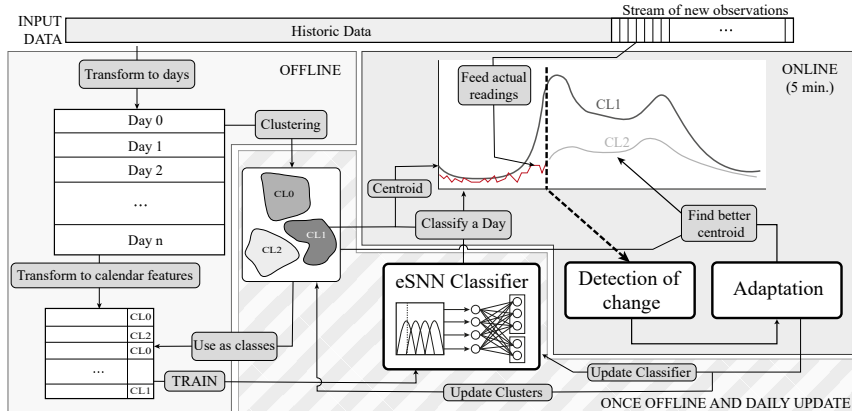 INPUT
DATA
Historic Data
Stream of new observations
...
Transform to days
OFFLINE
Day 0
Day 1
Day 2
...
Day n
Clustering
CL0
CL1
CL2
Transform to calendar features
CL0
CL2
CL0
...
CL1
Use as classes
TRAIN
Centroid
Classify a Day
eSNN Classifier
Feed actual
readings
CL1
CL2
ONLINE
(5 min.)
Find better
centroid
Detection of
change
Adaptation
Update Classifier
Update Clusters
ONCE OFFLINE AND DAILY UPDATE